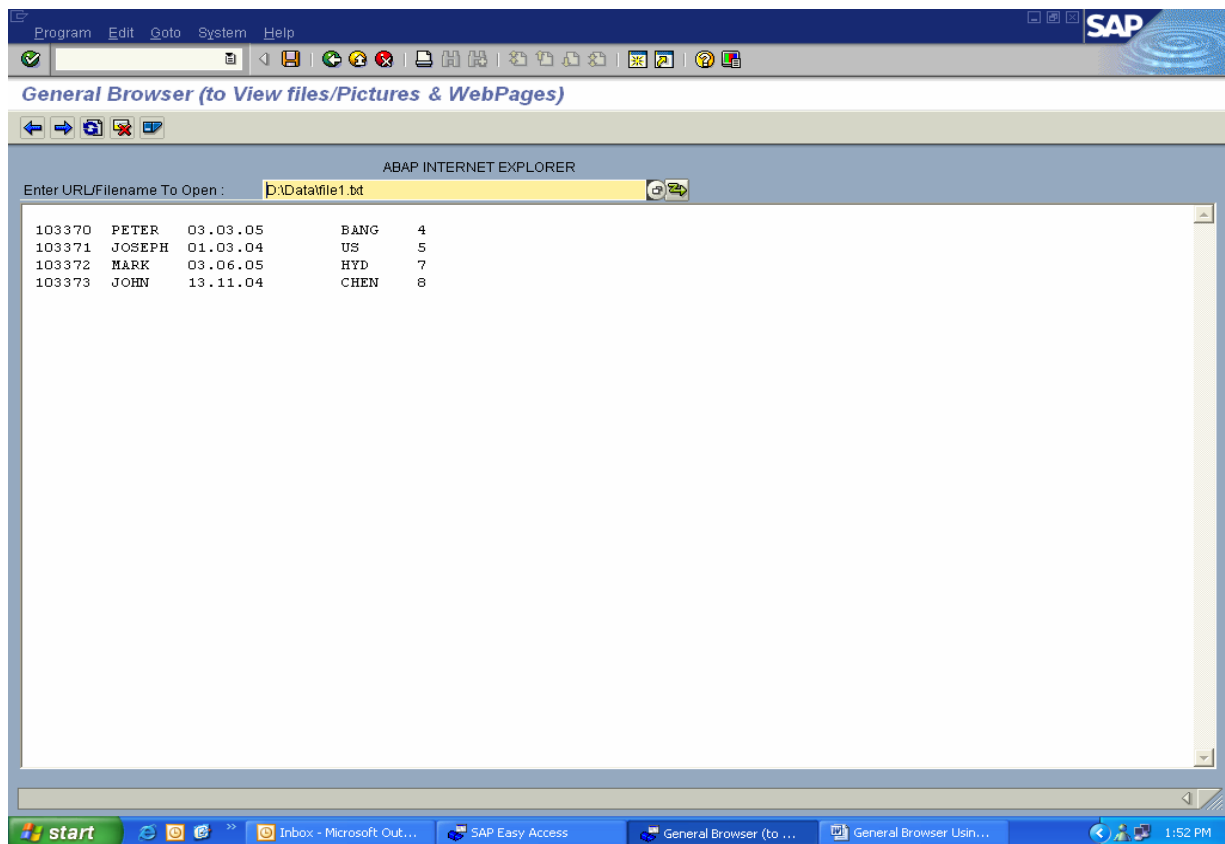 Program Edit Goto System Help
SAP
General Browser (to View files/Pictures & WebPages)
ABAP INTERNET EXPLORER
Enter URL/Filename To Open : D:\Data\file1.txt
103370 PETER 03.03.05 BANG 4
103371 JOSEPH 01.03.04 US 5
103372 MARK 03.06.05 HYD 7
103373 JOHN 13.11.04 CHEN 8
start Inbox - Microsoft Out... SAP Easy Access General Browser (to ... General Browser Usin... 1:52 PM